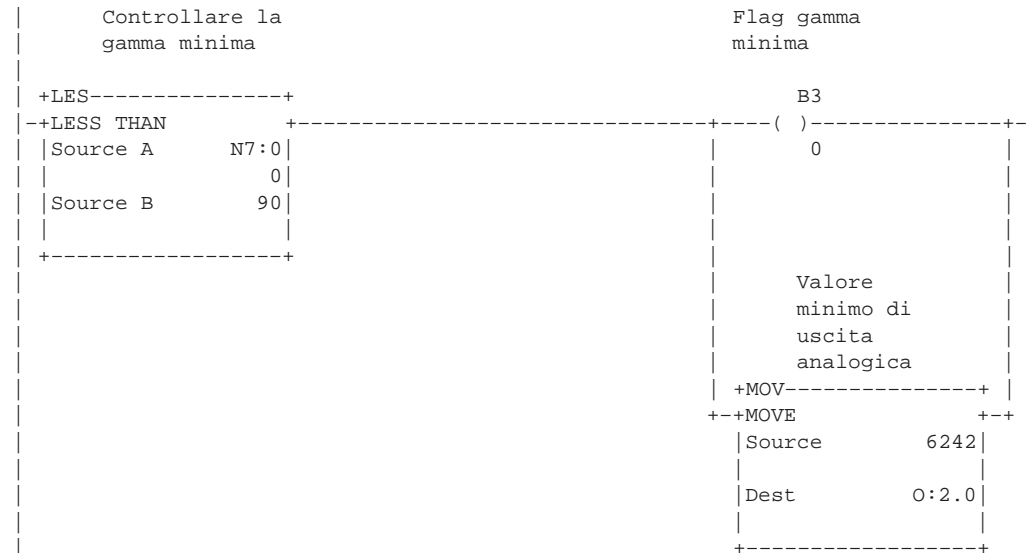 Controllare la
gamma minima
Flag gamma
minima
LES
LESS THAN
Source A N7:0
0
Source B 90
B3
( )
0
Valore
minimo di
uscita
analogica
MOV
MOVE
Source 6242
Dest O:2.0